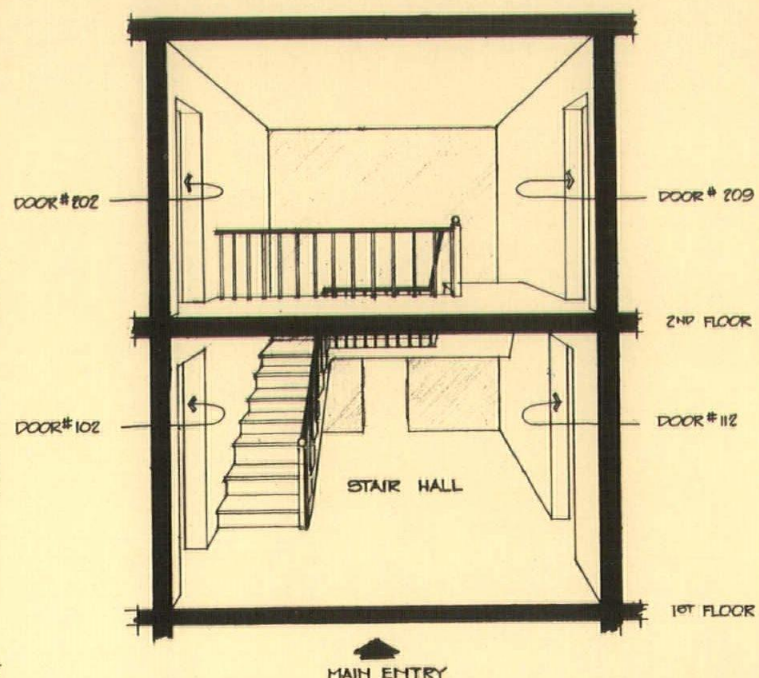 DOOR #202
DOOR # 209
2ND FLOOR
DOOR #102
DOOR #112
STAIR HALL
1ST FLOOR
MAIN ENTRY